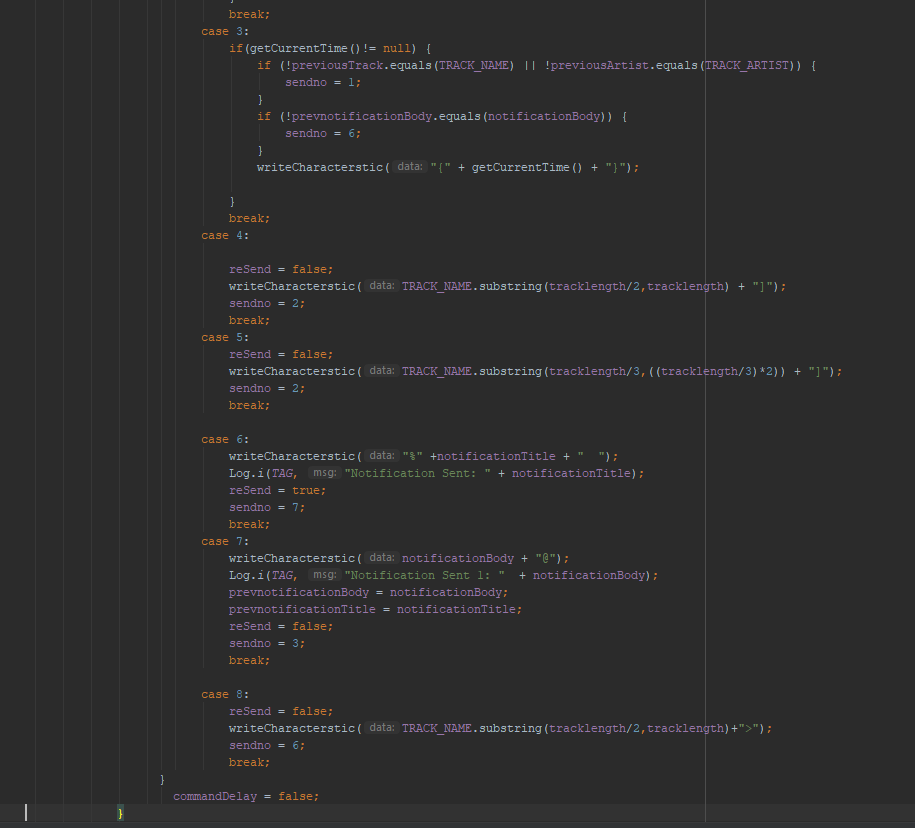 }
break;
case 3:
if(getCurrentTime()!= null) {
if (!previousTrack.equals(TRACK_NAME) || !previousArtist.equals(TRACK_ARTIST)) {
sendno = 1;
}
if (!prevnotificationBody.equals(notificationBody)) {
sendno = 6;
}
writeCharacterstic( data: "{" + getCurrentTime() + "}");
}
break;
case 4:
reSend = false;
writeCharacterstic( data: TRACK_NAME.substring(tracklength/2,tracklength) + "]");
sendno = 2;
break;
case 5:
reSend = false;
writeCharacterstic( data: TRACK_NAME.substring(tracklength/3,((tracklength/3)*2)) + "]");
sendno = 2;
break;
case 6:
writeCharacterstic( data: "%" +notificationTitle + "  ");
Log.i(TAG, msg: "Notification Sent: " + notificationTitle);
reSend = true;
sendno = 7;
break;
case 7:
writeCharacterstic( data: notificationBody + "@");
Log.i(TAG, msg: "Notification Sent 1: "  + notificationBody);
prevnotificationBody = notificationBody;
prevnotificationTitle = notificationTitle;
reSend = false;
sendno = 3;
break;
case 8:
reSend = false;
writeCharacterstic( data: TRACK_NAME.substring(tracklength/2,tracklength)+">");
sendno = 6;
break;
}
commandDelay = false;
}